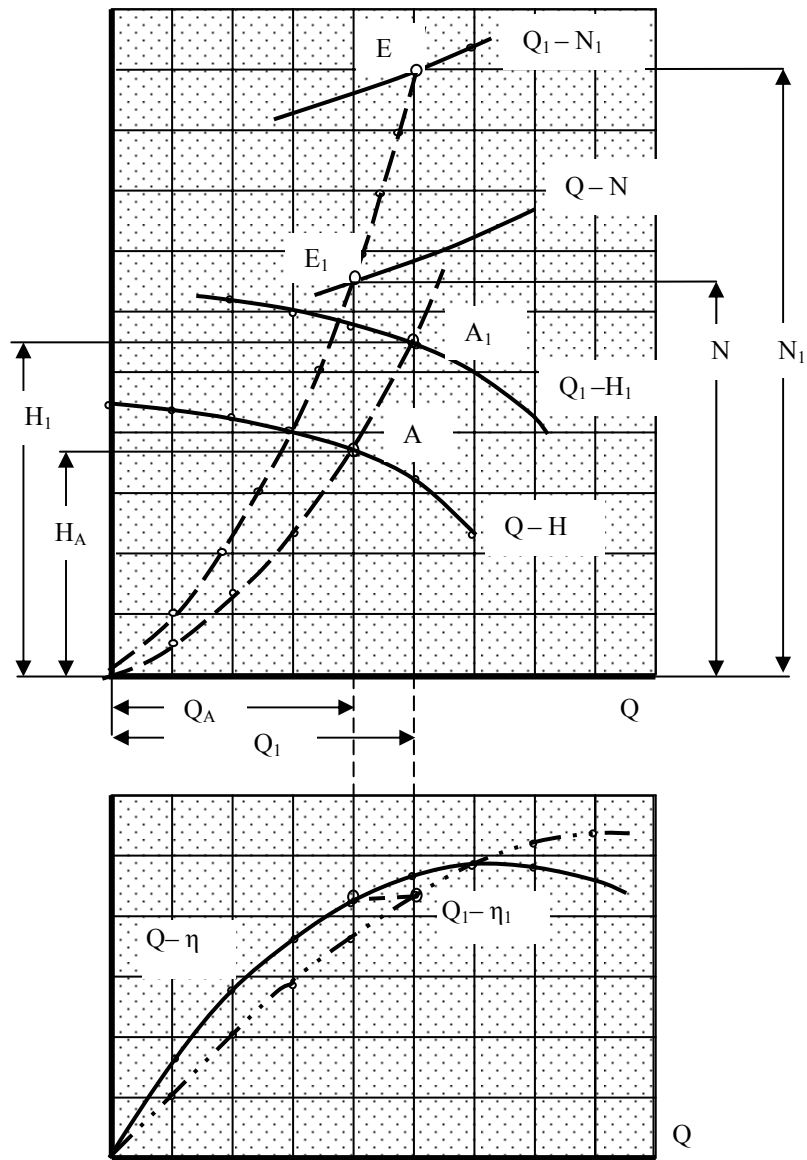 E
Q₁ – N₁
Q – N
E₁
A₁
N
N₁
H₁
Q₁–H₁
A
H_A
Q – H
Q_A
Q
Q₁
Q – η
Q₁– η₁
Q